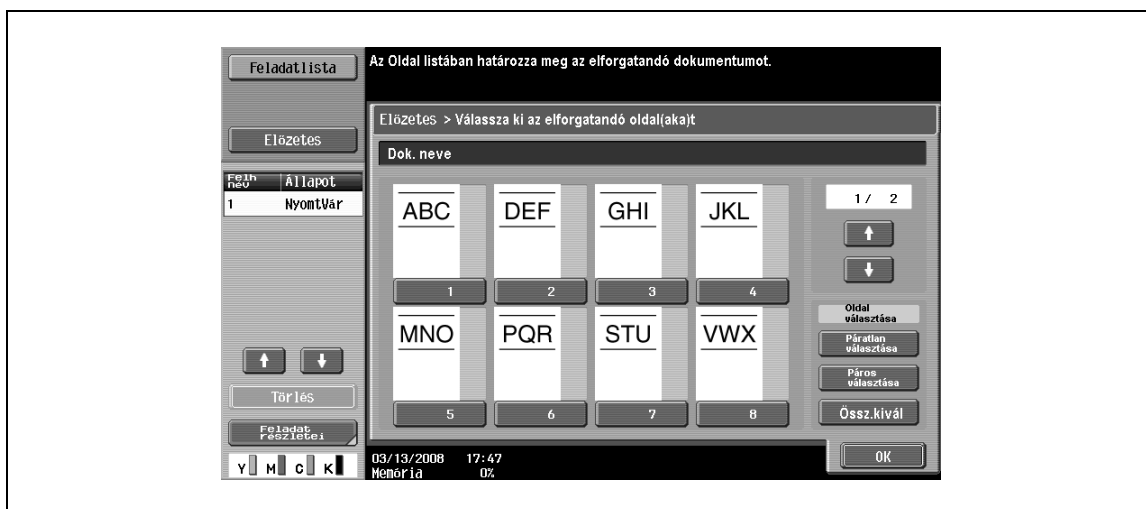 Feladatlista
Az Oldal listában határozza meg az elforgatandó dokumentumot.
Előzetes > Válassza ki az elforgatandó oldal(aka)t
Előzetes
Dok. neve
Felh név Állapot
1 NyomtVár
ABC DEF GHI JKL
1 2 3 4
MNO PQR STU VWX
5 6 7 8
1/ 2
Oldal
választása
Páratlan
választása
Páros
választása
Össz.kivál
Törlés
Feladat
részletei
Y M C K
03/13/2008 17:47
Memória 0%
OK